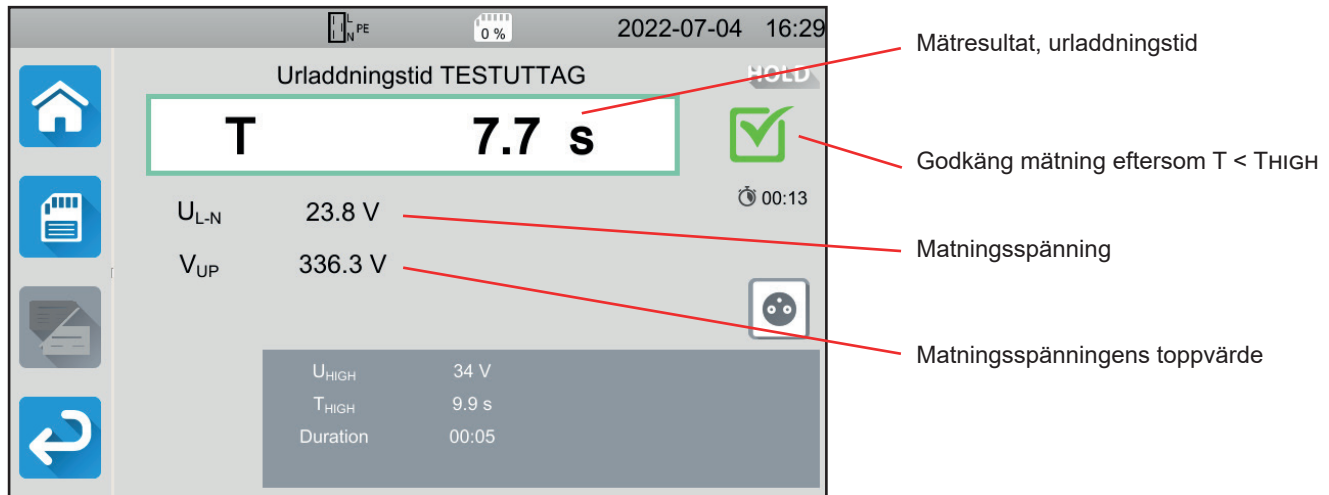 L
N PE
0 %
2022-07-04 16:29
Urladdningstid TESTUTTAG
HOLD
T 7.7 s
00:13
UL-N 23.8 V
VUP 336.3 V
UHIGH 34 V
THIGH 9.9 s
Duration 00:05
Mätresultat, urladdningstid
Godkäng mätning eftersom T < THIGH
Matningsspänning
Matningsspänningens toppvärde